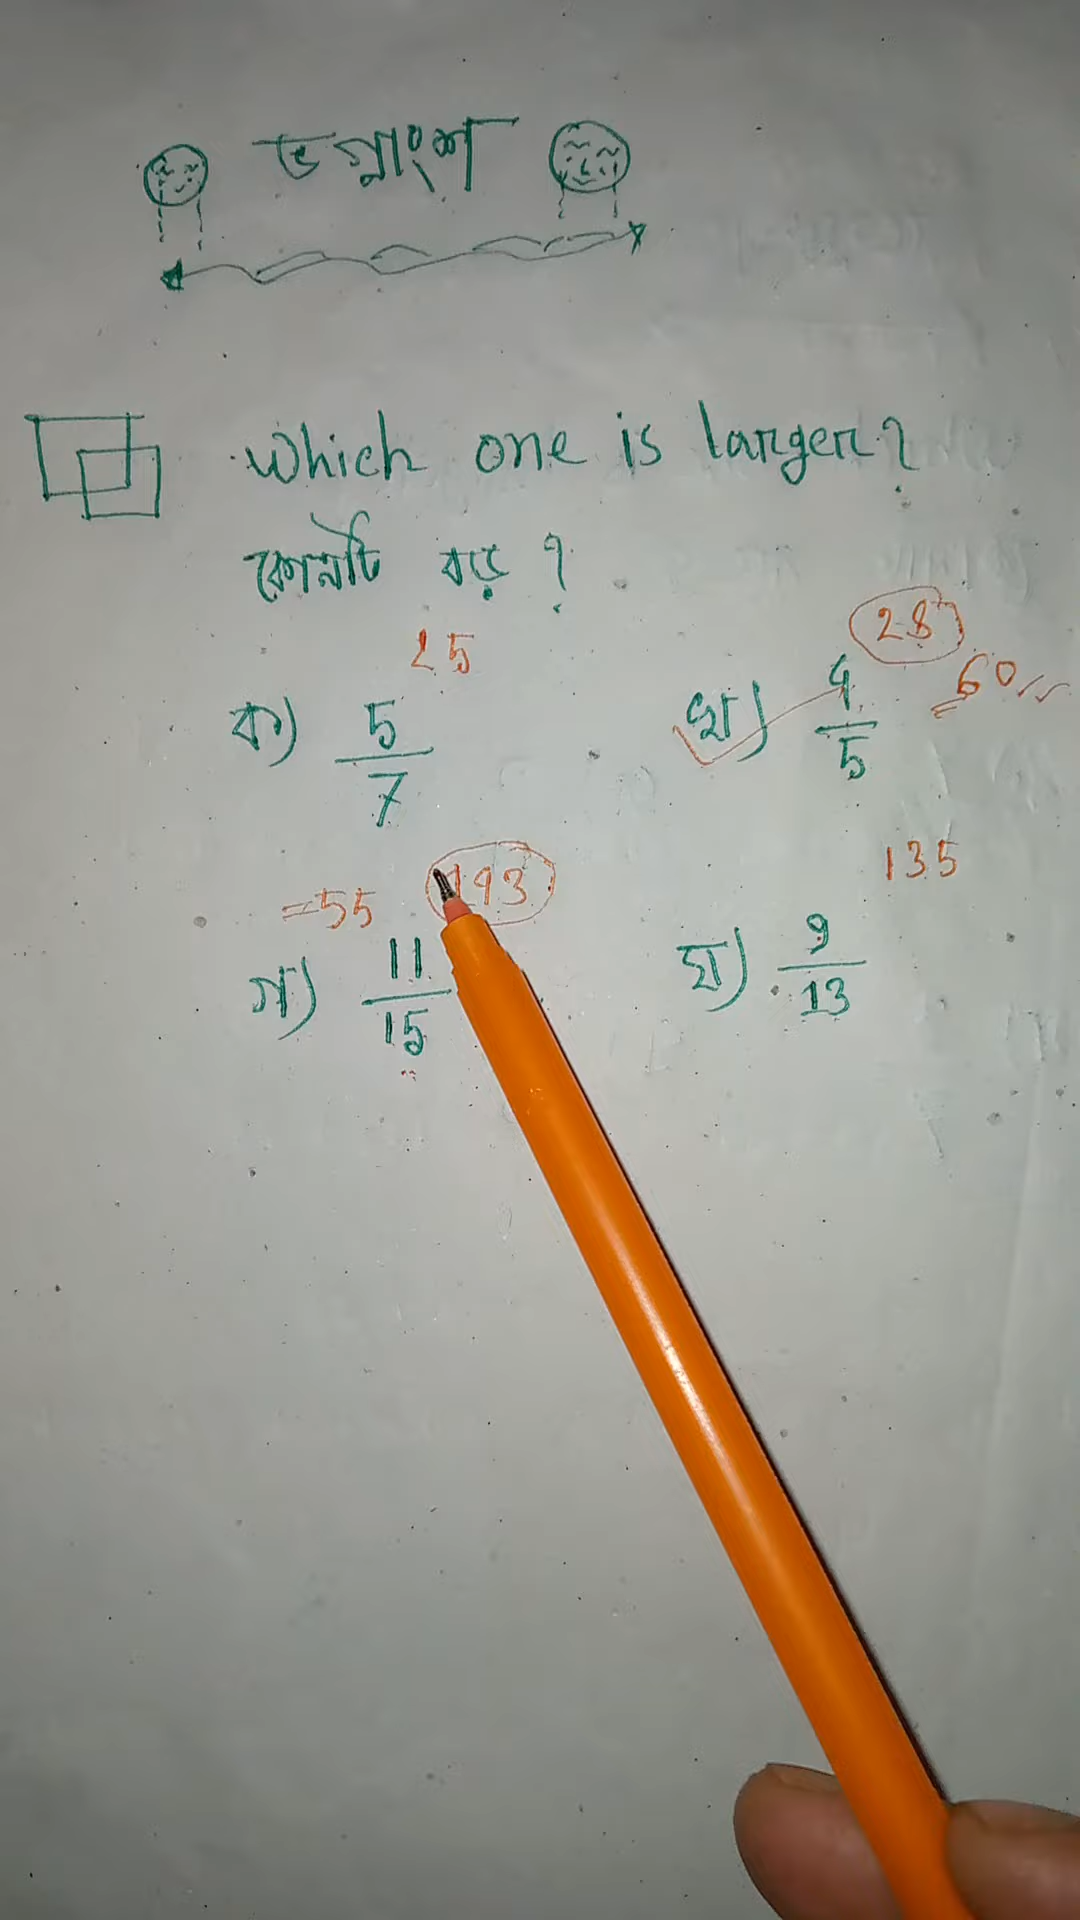 ভগ্নাংশ
Which one is larger?
কোনটি বড় ?
25
28
ক) 5/7
খ) 4/5
60
=55
193
135
গ) 11/15
ঘ) 9/13